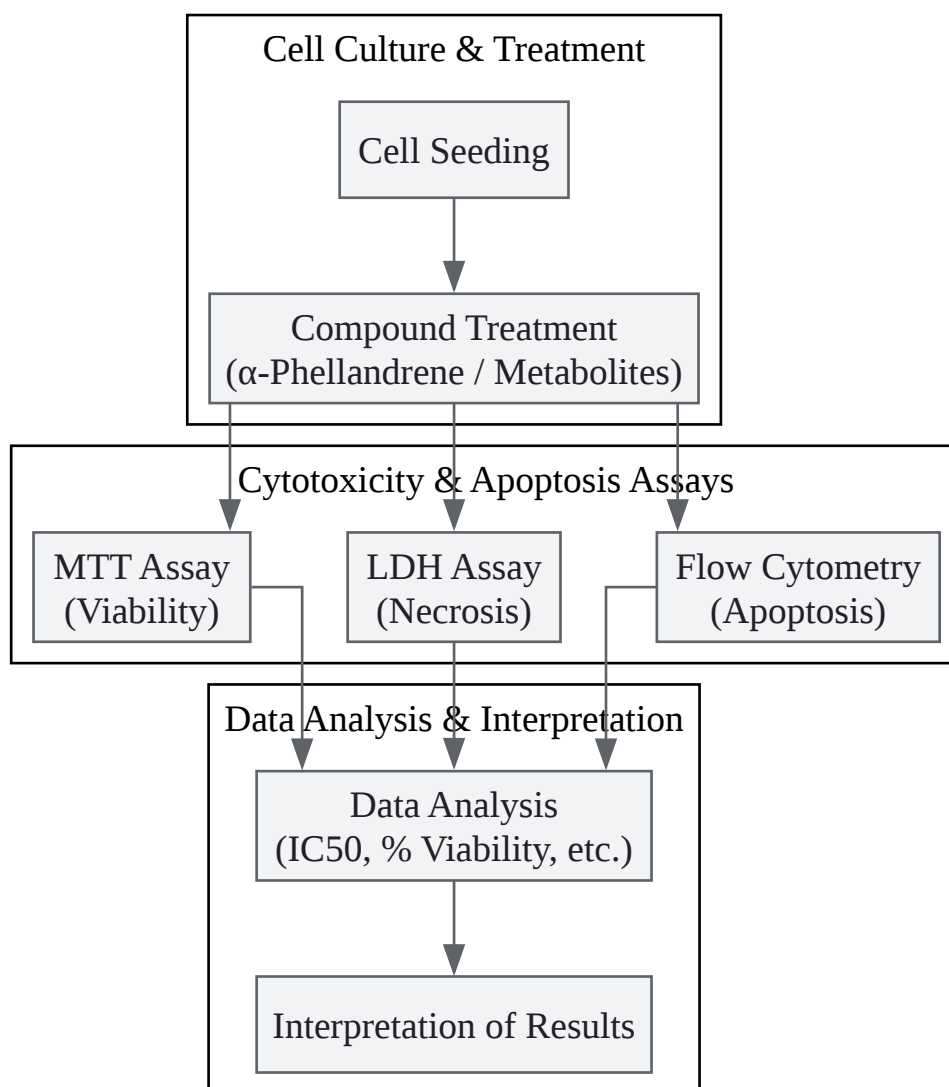 Cell Culture & Treatment
Cell Seeding
Compound Treatment
(α-Phellandrene / Metabolites)
Cytotoxicity & Apoptosis Assays
MTT Assay
(Viability)
LDH Assay
(Necrosis)
Flow Cytometry
(Apoptosis)
Data Analysis & Interpretation
Data Analysis
(IC50, % Viability, etc.)
Interpretation of Results